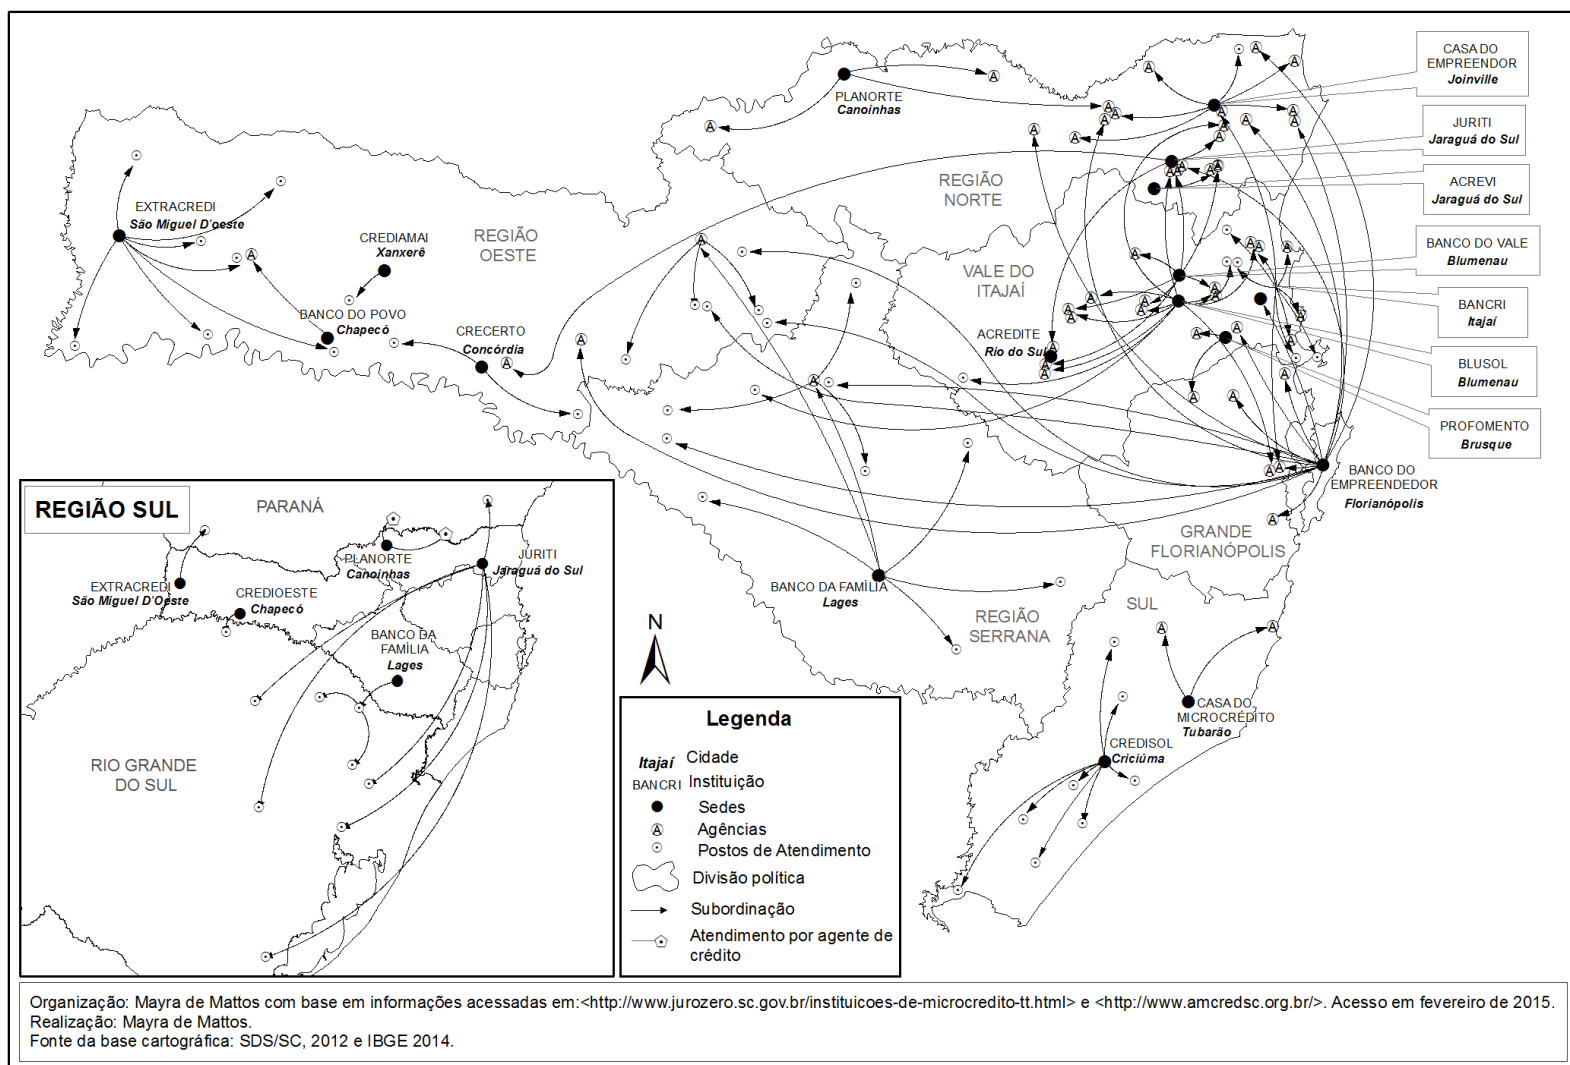 CASA DO
EMPREENDOR
Joinville
JURITI
Jaraguá do Sul
ACREVI
Jaraguá do Sul
BANCO DO VALE
Blumenau
BANCRI
Itajaí
BLUSOL
Blumenau
PROFOMENTO
Brusque
PLANORTE
Canoinhas
REGIÃO
NORTE
EXTRACREDI
São Miguel D'oeste
CREDIAMAI
Xanxerê
REGIÃO
OESTE
BANCO DO POVO
Chapecó
CRECERTO
Concórdia
VALE DO
ITAJAÍ
ACREDITE
Rio do Sul
BANCO DO
EMPREENDEDOR
Florianópolis
GRANDE
FLORIANÓPOLIS
BANCO DA FAMÍLIA
Lages
REGIÃO
SERRANA
SUL
CASA DO
MICROCRÉDITO
Tubarão
CREDISOL
Criciúma
REGIÃO SUL
PARANÁ
PLANORTE
Canoinhas
JURITI
Jaraguá do Sul
EXTRACREDI
São Miguel D'Oeste
CREDIOESTE
Chapecó
BANCO DA
FAMÍLIA
Lages
RIO GRANDE
DO SUL
N
Legenda
Itajaí Cidade
BANCRI Instituição
Sedes
A Agências
Postos de Atendimento
Divisão política
Subordinação
Atendimento por agente de
crédito
Organização: Mayra de Mattos com base em informações acessadas em:<http://www.jurozero.sc.gov.br/instituicoes-de-microcredito-tt.html> e <http://www.amcredsc.org.br/>. Acesso em fevereiro de 2015.
Realização: Mayra de Mattos.
Fonte da base cartográfica: SDS/SC, 2012 e IBGE 2014.